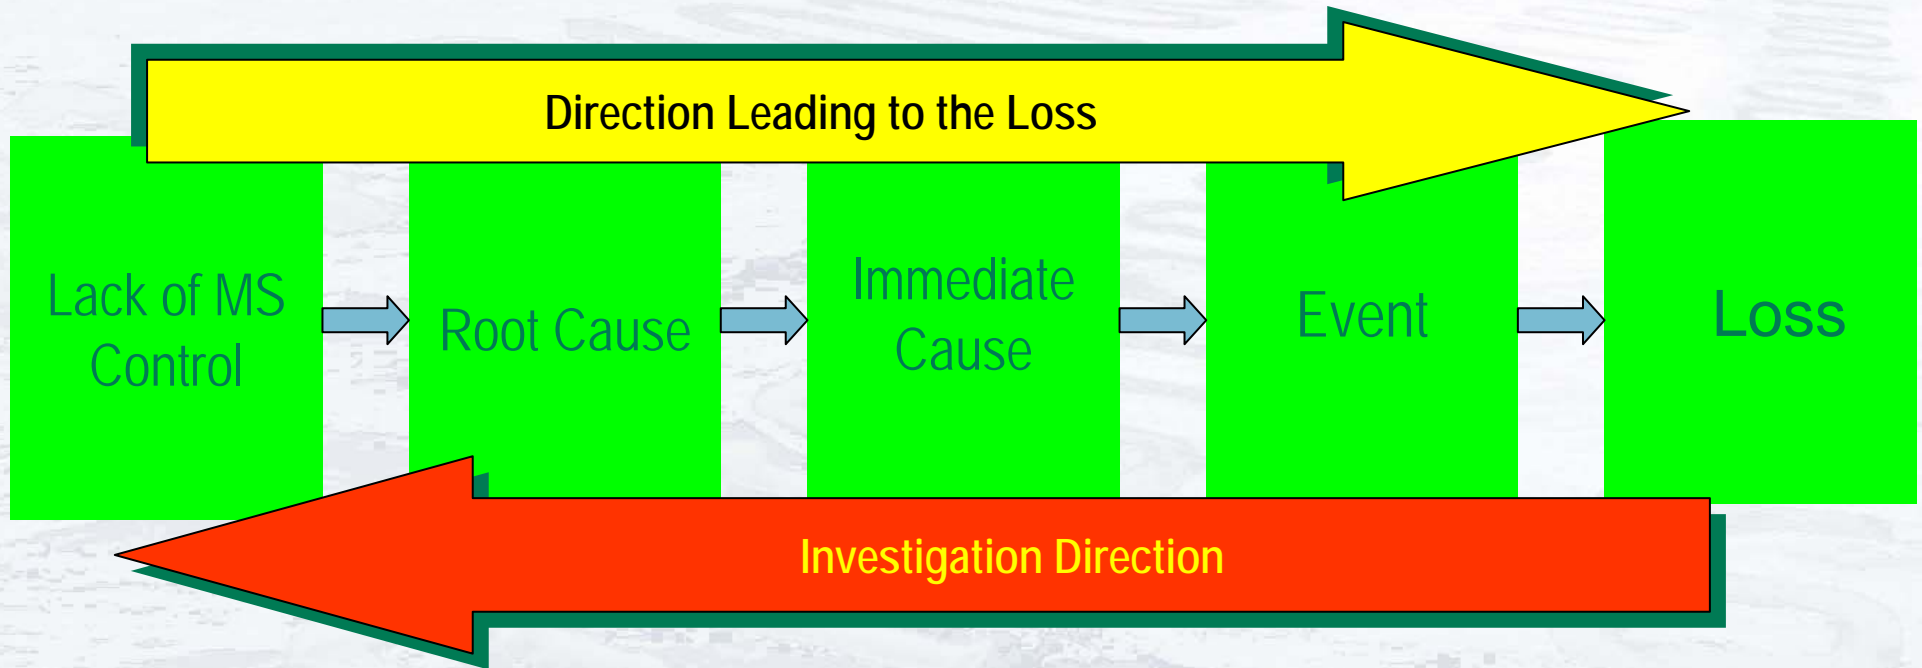 Direction Leading to the Loss
Lack of MS
Control
Root Cause
Immediate
Cause
Event
Loss
Investigation Direction